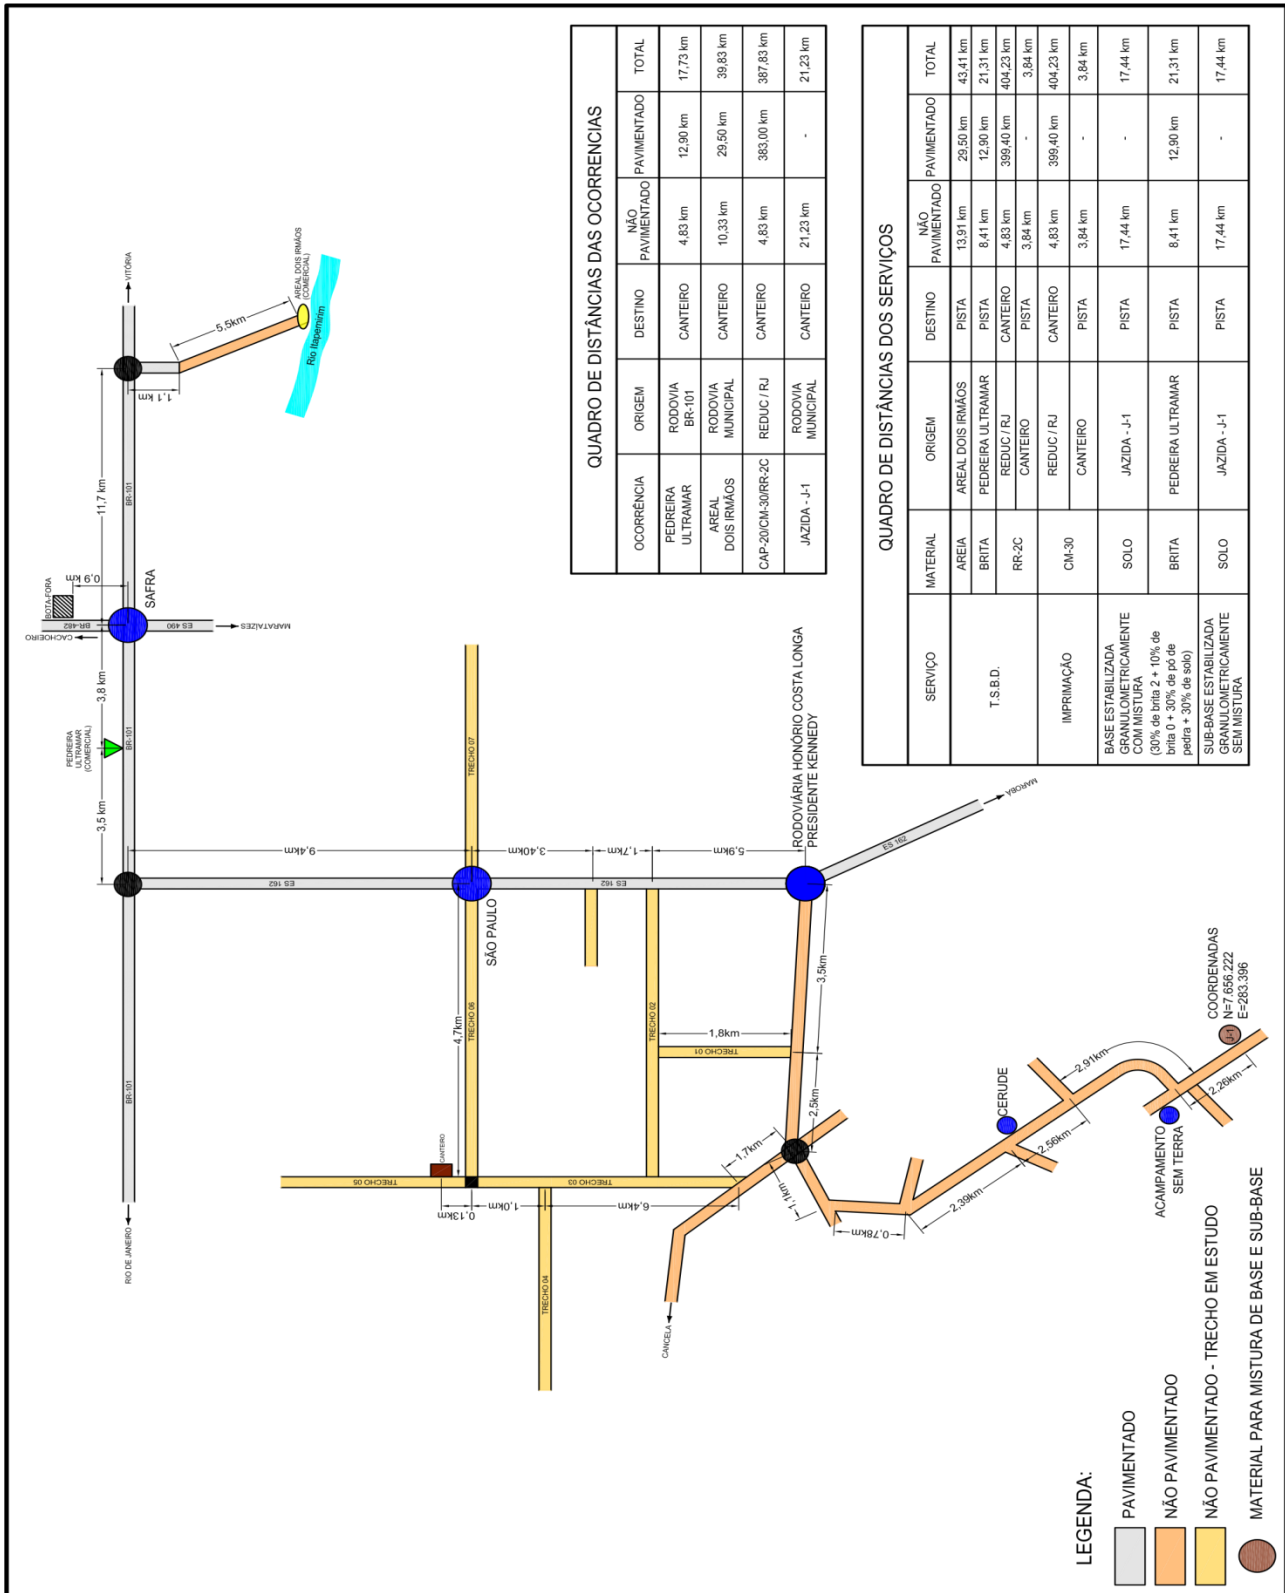 RIO DE JANEIRO
BR-101
3,5 km
PEDREIRA
ULTRAMAR
(COMERCIAL)
BR-101
3,8 km
CACHOEIRO
BR-482
BOTA-FORA
0,9 km
SAFRA
ES 490
MARATAÍZES
11,7 km
BR-101
VITÓRIA
1,1 km
5,5km
AREAL DOIS IRMÃOS
(COMERCIAL)
Rio Itapemirim
9,4km
ES 162
SÃO PAULO
TRECHO 07
TRECHO 06
4,7km
CANTEIRO
TRECHO 05
0,13km
1,0km
TRECHO 03
6,4km
TRECHO 04
3,40km
1,7km
5,9km
ES 162
TRECHO 02
TRECHO 01
1,8km
RODOVIÁRIA HONÓRIO COSTA LONGA
PRESIDENTE KENNEDY
ES 162
MAROBÁ
3,5km
2,5km
1,7km
CANCELA
1,1km
0,78km
2,39km
CERUDE
2,56km
2,91km
ACAMPAMENTO
SEM TERRA
2,26km
J-1
COORDENADAS
N=7.656.222
E=283.396
QUADRO DE DISTÂNCIAS DAS OCORRENCIAS
OCORRÊNCIA ORIGEM DESTINO NÃO PAVIMENTADO PAVIMENTADO TOTAL
PEDREIRA ULTRAMAR RODOVIA BR-101 CANTEIRO 4,83 km 12,90 km 17,73 km
AREAL DOIS IRMÃOS RODOVIA MUNICIPAL CANTEIRO 10,33 km 29,50 km 39,83 km
CAP-20/CM-30/RR-2C REDUC / RJ CANTEIRO 4,83 km 383,00 km 387,83 km
JAZIDA - J-1 RODOVIA MUNICIPAL CANTEIRO 21,23 km - 21,23 km
QUADRO DE DISTÂNCIAS DOS SERVIÇOS
SERVIÇO MATERIAL ORIGEM DESTINO NÃO PAVIMENTADO PAVIMENTADO TOTAL
T.S.B.D. AREIA AREAL DOIS IRMÃOS PISTA 13,91 km 29,50 km 43,41 km
BRITA PEDREIRA ULTRAMAR PISTA 8,41 km 12,90 km 21,31 km
RR-2C REDUC / RJ CANTEIRO 4,83 km 399,40 km 404,23 km
CANTEIRO PISTA 3,84 km - 3,84 km
IMPRIMAÇÃO CM-30 REDUC / RJ CANTEIRO 4,83 km 399,40 km 404,23 km
CANTEIRO PISTA 3,84 km - 3,84 km
BASE ESTABILIZADA
GRANULOMETRICAMENTE
COM MISTURA
(30% de brita 2 + 10% de
brita 0 + 30% de pó de
pedra + 30% de solo)
SOLO JAZIDA - J-1 PISTA 17,44 km - 17,44 km
BRITA PEDREIRA ULTRAMAR PISTA 8,41 km 12,90 km 21,31 km
SUB-BASE ESTABILIZADA
GRANULOMETRICAMENTE
SEM MISTURA
SOLO JAZIDA - J-1 PISTA 17,44 km - 17,44 km
LEGENDA:
PAVIMENTADO
NÃO PAVIMENTADO
NÃO PAVIMENTADO - TRECHO EM ESTUDO
MATERIAL PARA MISTURA DE BASE E SUB-BASE